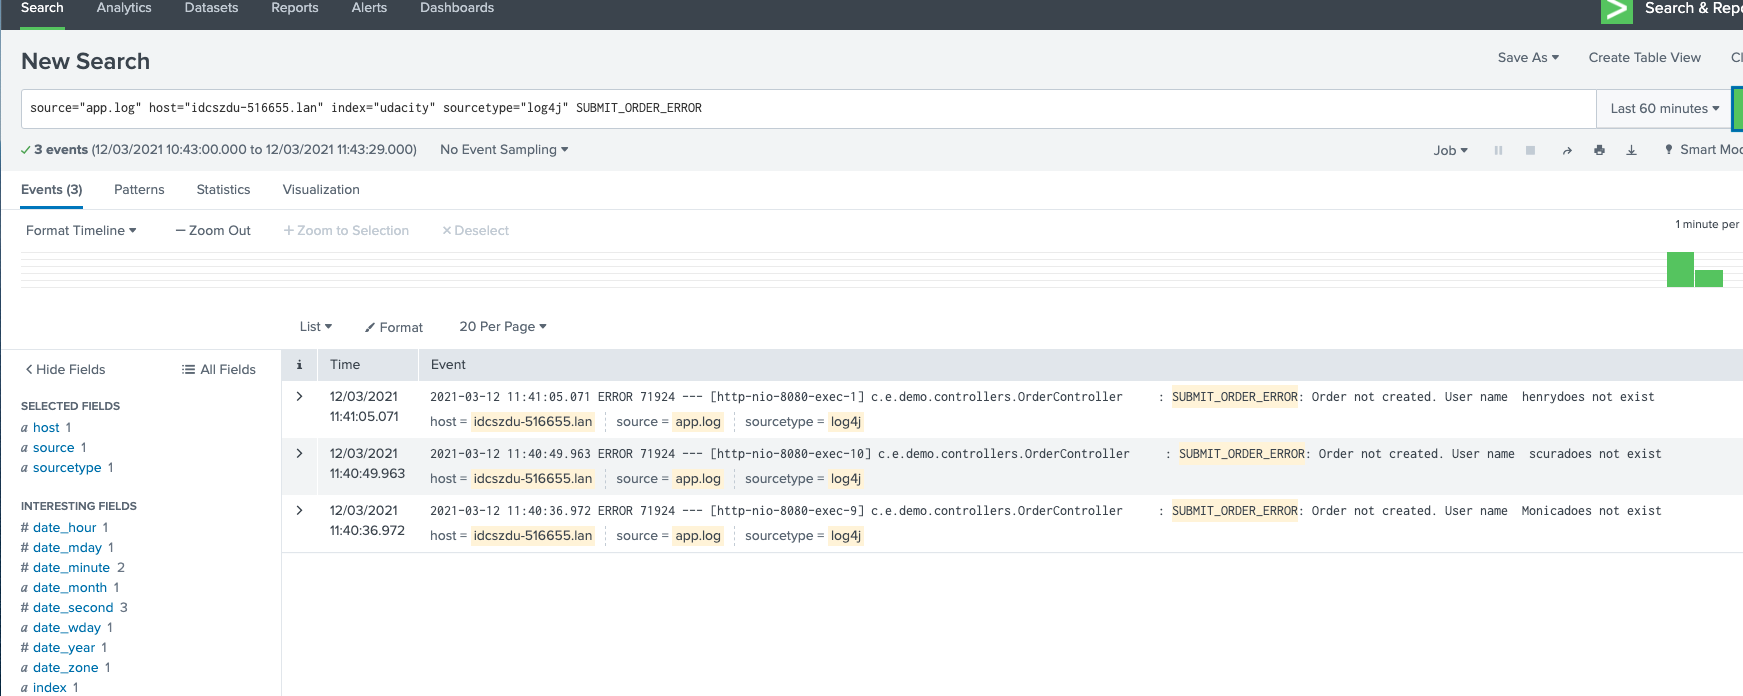 Search Analytics Datasets Reports Alerts Dashboards Search & Repo
New Search Save As Create Table View Cl
source="app.log" host="idcszdu-516655.lan" index="udacity" sourcetype="log4j" SUBMIT_ORDER_ERROR Last 60 minutes
3 events (12/03/2021 10:43:00.000 to 12/03/2021 11:43:29.000) No Event Sampling Job Smart Mod
Events (3) Patterns Statistics Visualization
Format Timeline — Zoom Out + Zoom to Selection × Deselect 1 minute per
List Format 20 Per Page
Hide Fields All Fields
i Time Event
SELECTED FIELDS
a host 1
a source 1
a sourcetype 1
INTERESTING FIELDS
# date_hour 1
# date_mday 1
# date_minute 2
a date_month 1
# date_second 3
a date_wday 1
# date_year 1
a date_zone 1
a index 1
12/03/2021 2021-03-12 11:41:05.071 ERROR 71924 --- [http-nio-8080-exec-1] c.e.demo.controllers.OrderController : SUBMIT_ORDER_ERROR: Order not created. User name henrydoes not exist
11:41:05.071 host = idcszdu-516655.lan source = app.log sourcetype = log4j
12/03/2021 2021-03-12 11:40:49.963 ERROR 71924 --- [http-nio-8080-exec-10] c.e.demo.controllers.OrderController : SUBMIT_ORDER_ERROR: Order not created. User name scuradoes not exist
11:40:49.963 host = idcszdu-516655.lan source = app.log sourcetype = log4j
12/03/2021 2021-03-12 11:40:36.972 ERROR 71924 --- [http-nio-8080-exec-9] c.e.demo.controllers.OrderController : SUBMIT_ORDER_ERROR: Order not created. User name Monicadoes not exist
11:40:36.972 host = idcszdu-516655.lan source = app.log sourcetype = log4j